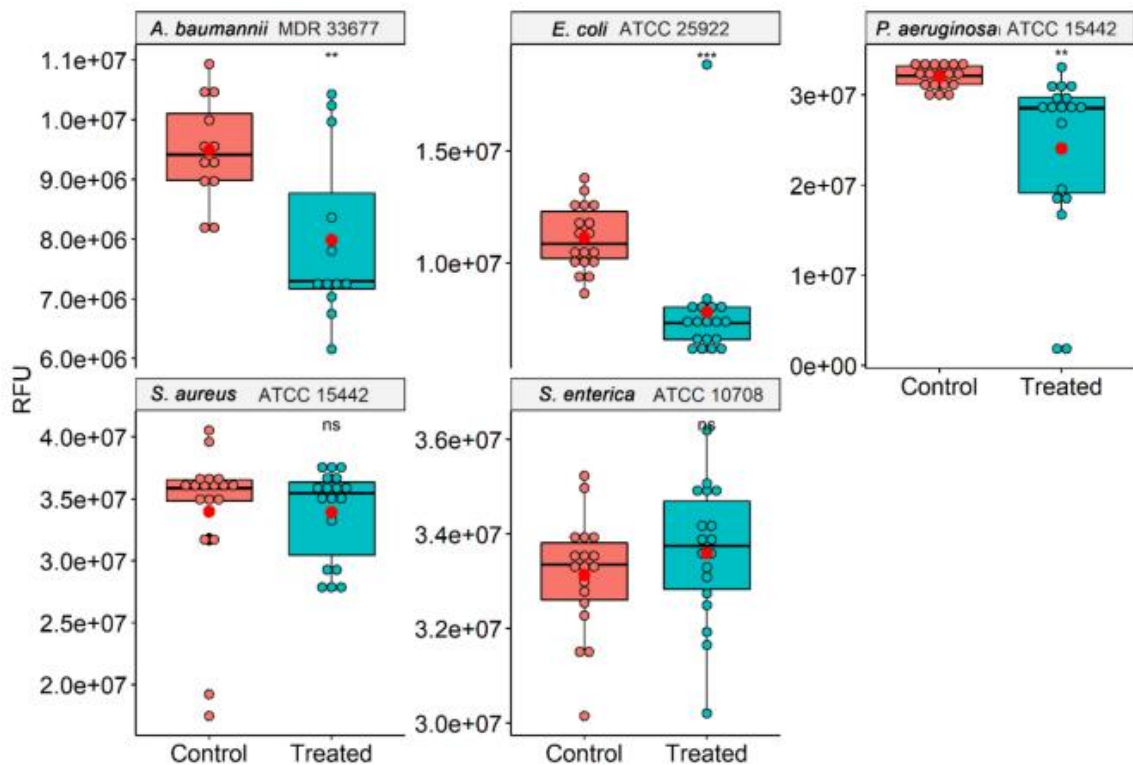 A. baumannii MDR 33677
E. coli ATCC 25922
P. aeruginosa ATCC 15442
**
***
**
1.1e+07
1.0e+07
9.0e+06
8.0e+06
7.0e+06
6.0e+06
1.5e+07
1.0e+07
3e+07
2e+07
1e+07
0e+00
Control Treated
RFU
S. aureus ATCC 15442
S. enterica ATCC 10708
ns
ns
4.0e+07
3.5e+07
3.0e+07
2.5e+07
2.0e+07
3.6e+07
3.4e+07
3.2e+07
3.0e+07
Control Treated
Control Treated